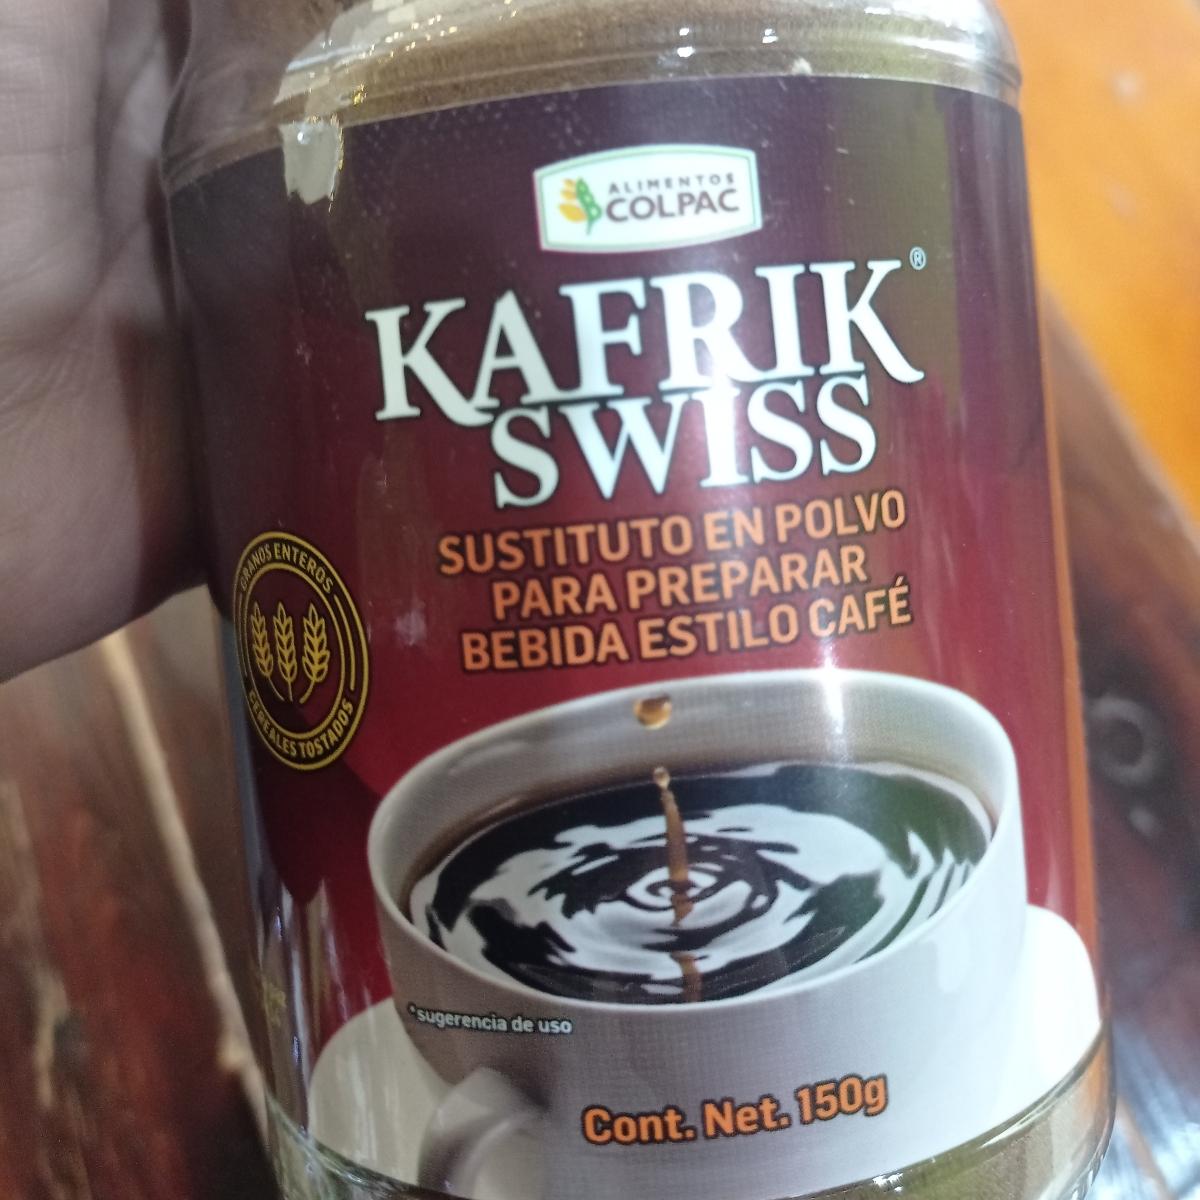 ALIMENTOS
COLPAC
KAFRIK®
SWISS
SUSTITUTO EN POLVO
PARA PREPARAR
BEBIDA ESTILO CAFÉ
GRANOS ENTEROS
CEREALES TOSTADOS
*sugerencia de uso
Cont. Net. 150g